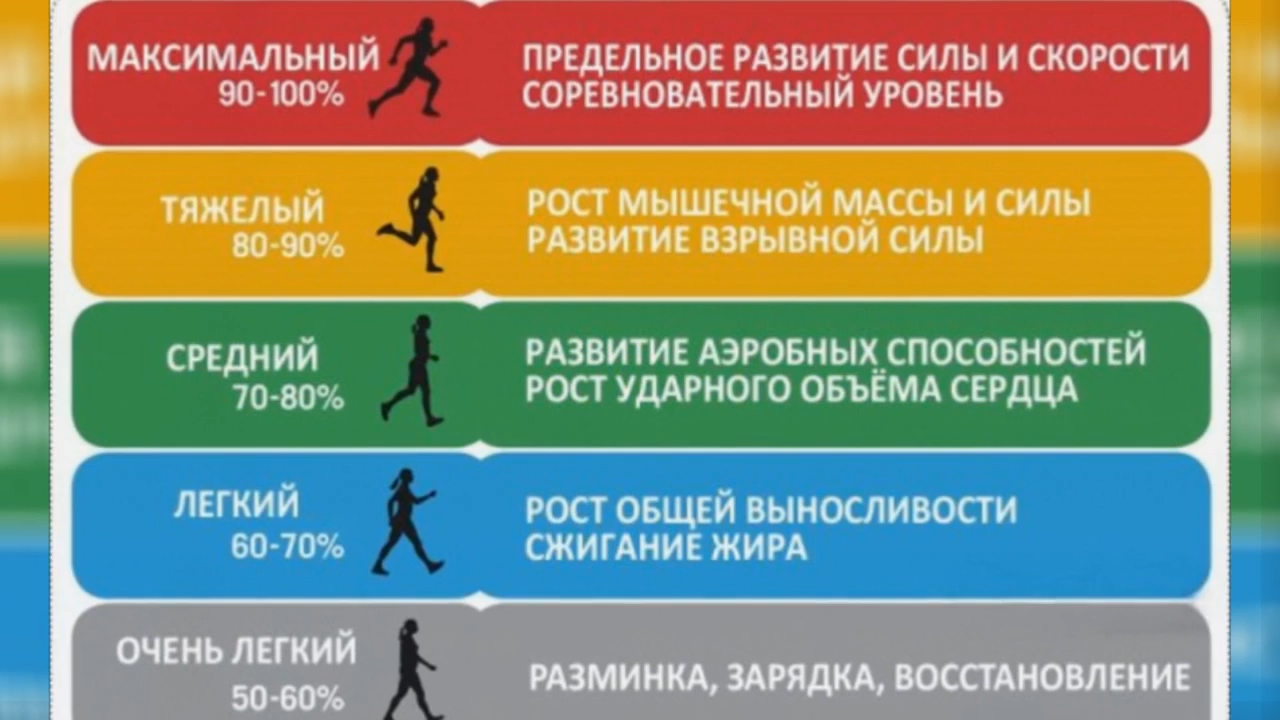 МАКСИМАЛЬНЫЙ
90-100%
ПРЕДЕЛЬНОЕ РАЗВИТИЕ СИЛЫ И СКОРОСТИ
СОРЕВНОВАТЕЛЬНЫЙ УРОВЕНЬ
ТЯЖЕЛЫЙ
80-90%
РОСТ МЫШЕЧНОЙ МАССЫ И СИЛЫ
РАЗВИТИЕ ВЗРЫВНОЙ СИЛЫ
СРЕДНИЙ
70-80%
РАЗВИТИЕ АЭРОБНЫХ СПОСОБНОСТЕЙ
РОСТ УДАРНОГО ОБЪЁМА СЕРДЦА
ЛЕГКИЙ
60-70%
РОСТ ОБЩЕЙ ВЫНОСЛИВОСТИ
СЖИГАНИЕ ЖИРА
ОЧЕНЬ ЛЕГКИЙ
50-60%
РАЗМИНКА, ЗАРЯДКА, ВОССТАНОВЛЕНИЕ